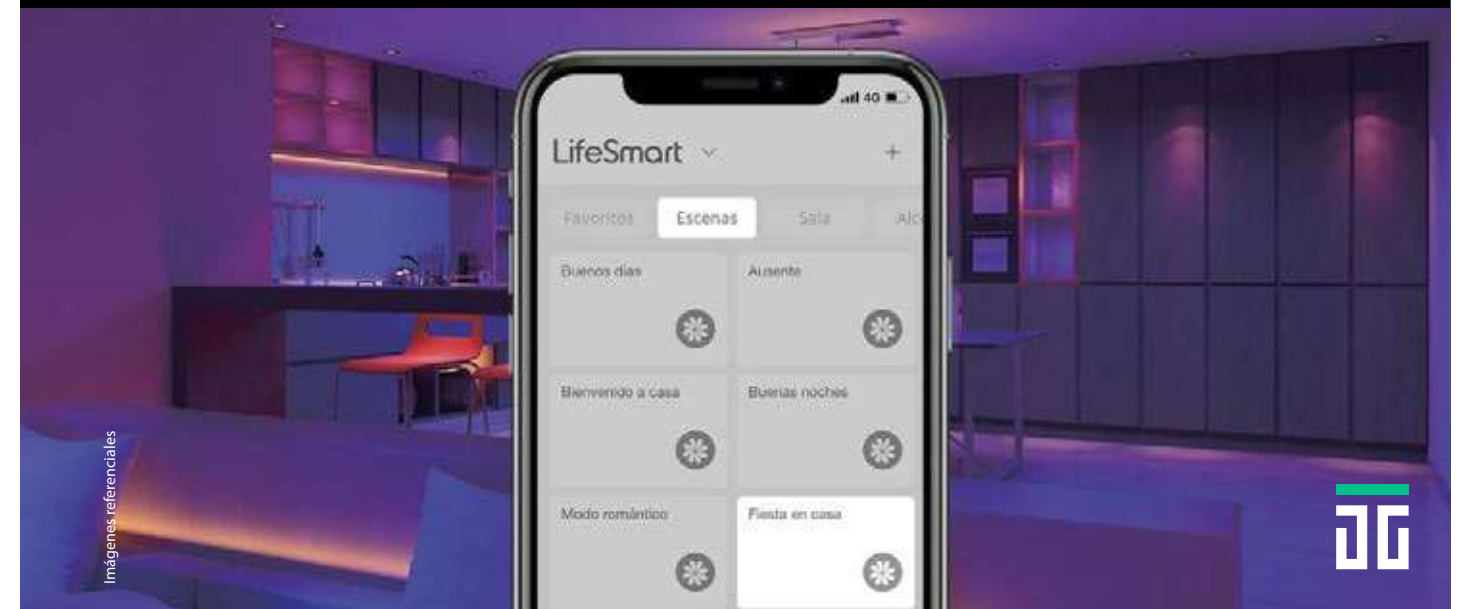 4G
LifeSmart
+
Favoritos Escenas Sala Alc
Buenos días Ausente
Bienvenido a casa Buenas noches
Modo romántico Fiesta en casa
Imágenes referenciales